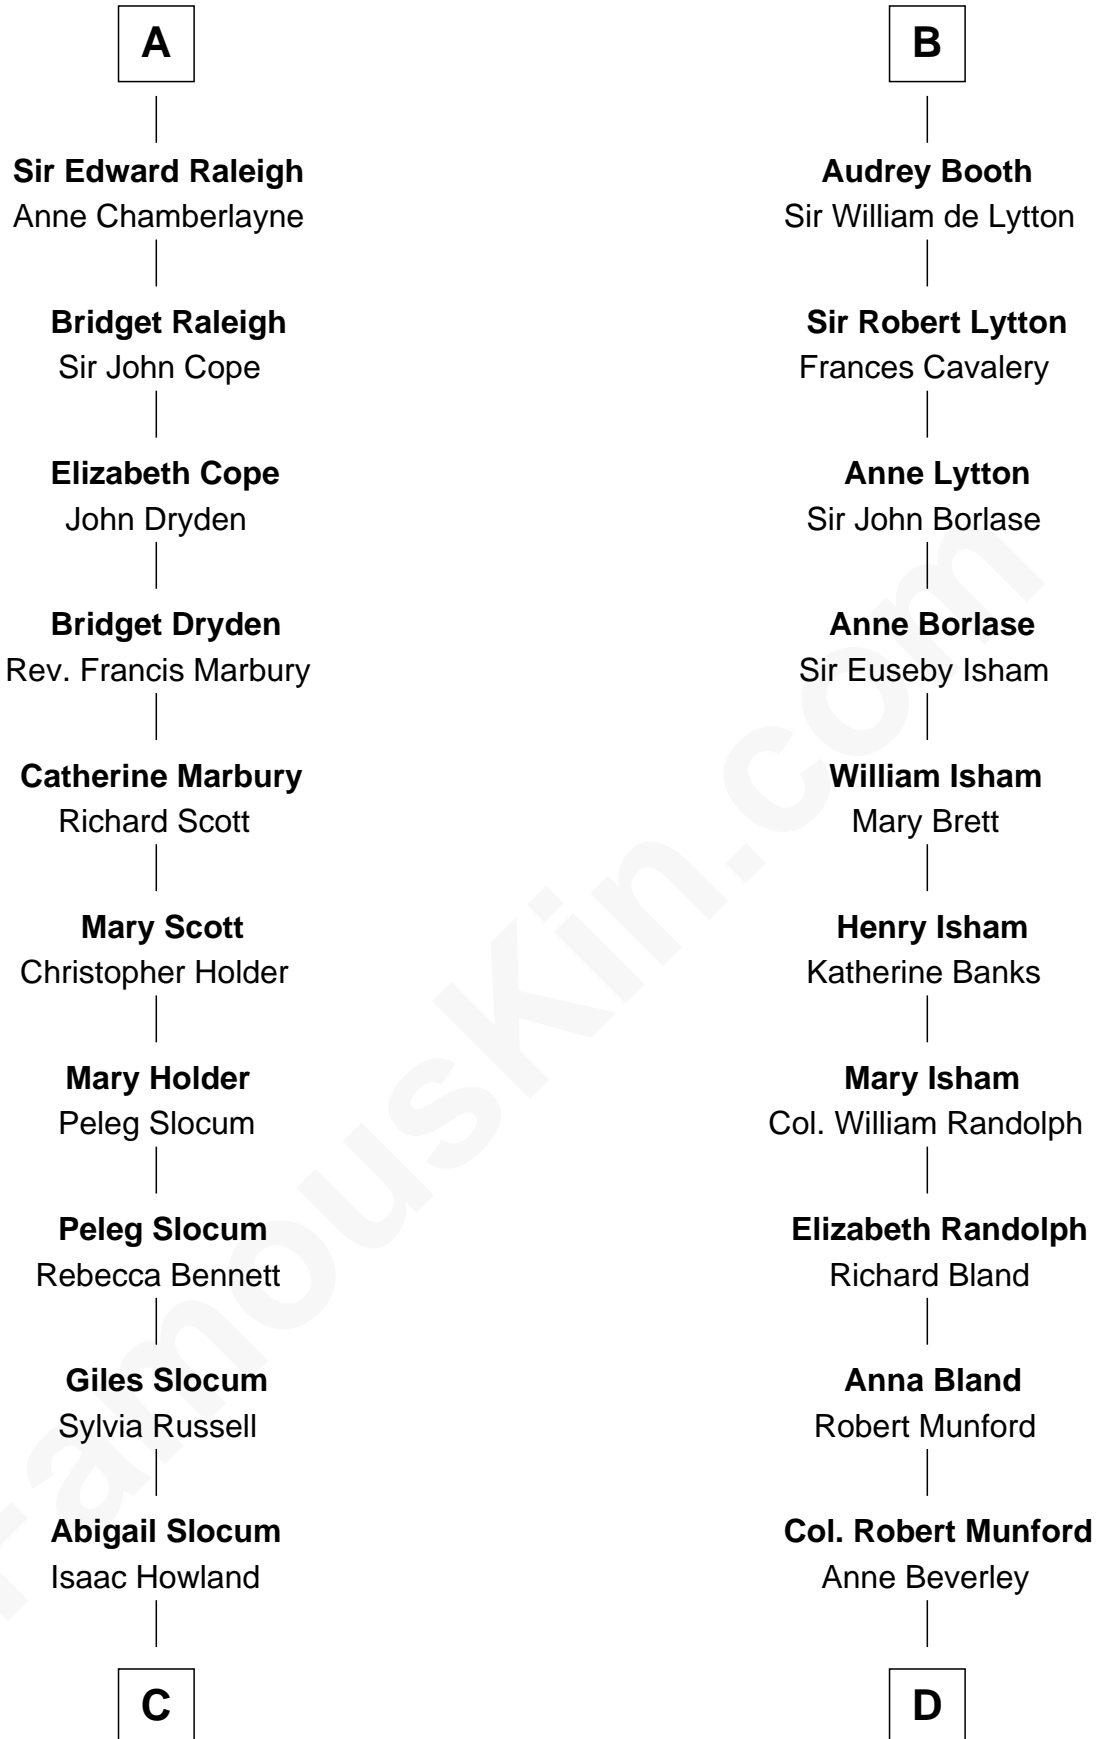 A
Sir Edward Raleigh
Anne Chamberlayne
Bridget Raleigh
Sir John Cope
Elizabeth Cope
John Dryden
Bridget Dryden
Rev. Francis Marbury
Catherine Marbury
Richard Scott
Mary Scott
Christopher Holder
Mary Holder
Peleg Slocum
Peleg Slocum
Rebecca Bennett
Giles Slocum
Sylvia Russell
Abigail Slocum
Isaac Howland
C
B
Audrey Booth
Sir William de Lytton
Sir Robert Lytton
Frances Cavalery
Anne Lytton
Sir John Borlase
Anne Borlase
Sir Euseby Isham
William Isham
Mary Brett
Henry Isham
Katherine Banks
Mary Isham
Col. William Randolph
Elizabeth Randolph
Richard Bland
Anna Bland
Robert Munford
Col. Robert Munford
Anne Beverley
D
FamousKin.com